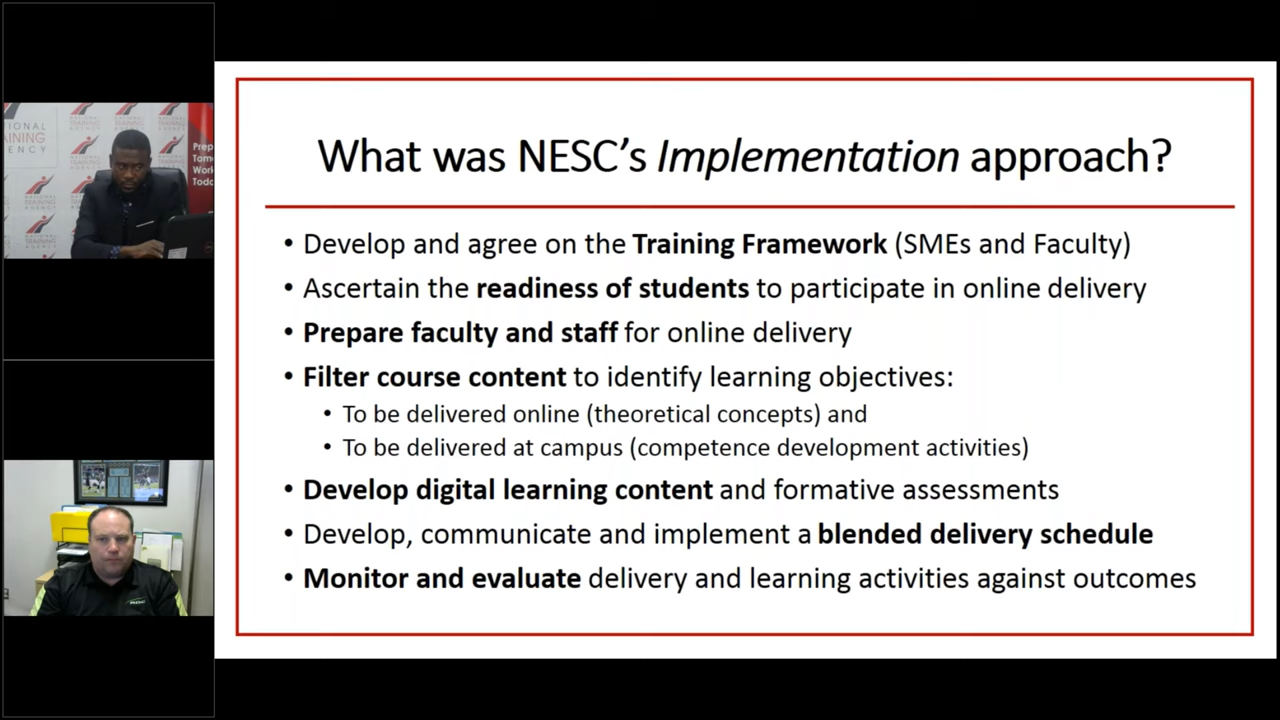 What was NESC's Implementation approach?
• Develop and agree on the Training Framework (SMEs and Faculty)
• Ascertain the readiness of students to participate in online delivery
• Prepare faculty and staff for online delivery
• Filter course content to identify learning objectives:
• To be delivered online (theoretical concepts) and
• To be delivered at campus (competence development activities)
• Develop digital learning content and formative assessments
• Develop, communicate and implement a blended delivery schedule
• Monitor and evaluate delivery and learning activities against outcomes
NATIONAL
TRAINING
AGENCY